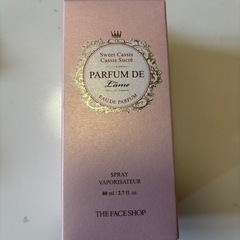 Sweet Cassis
Cassis Sucré
PARFUM DE
L'ame
EAU DE PARFUM
SPRAY
VAPORISATEUR
80 ml / 2.7 fl. oz.
THE FACE SHOP